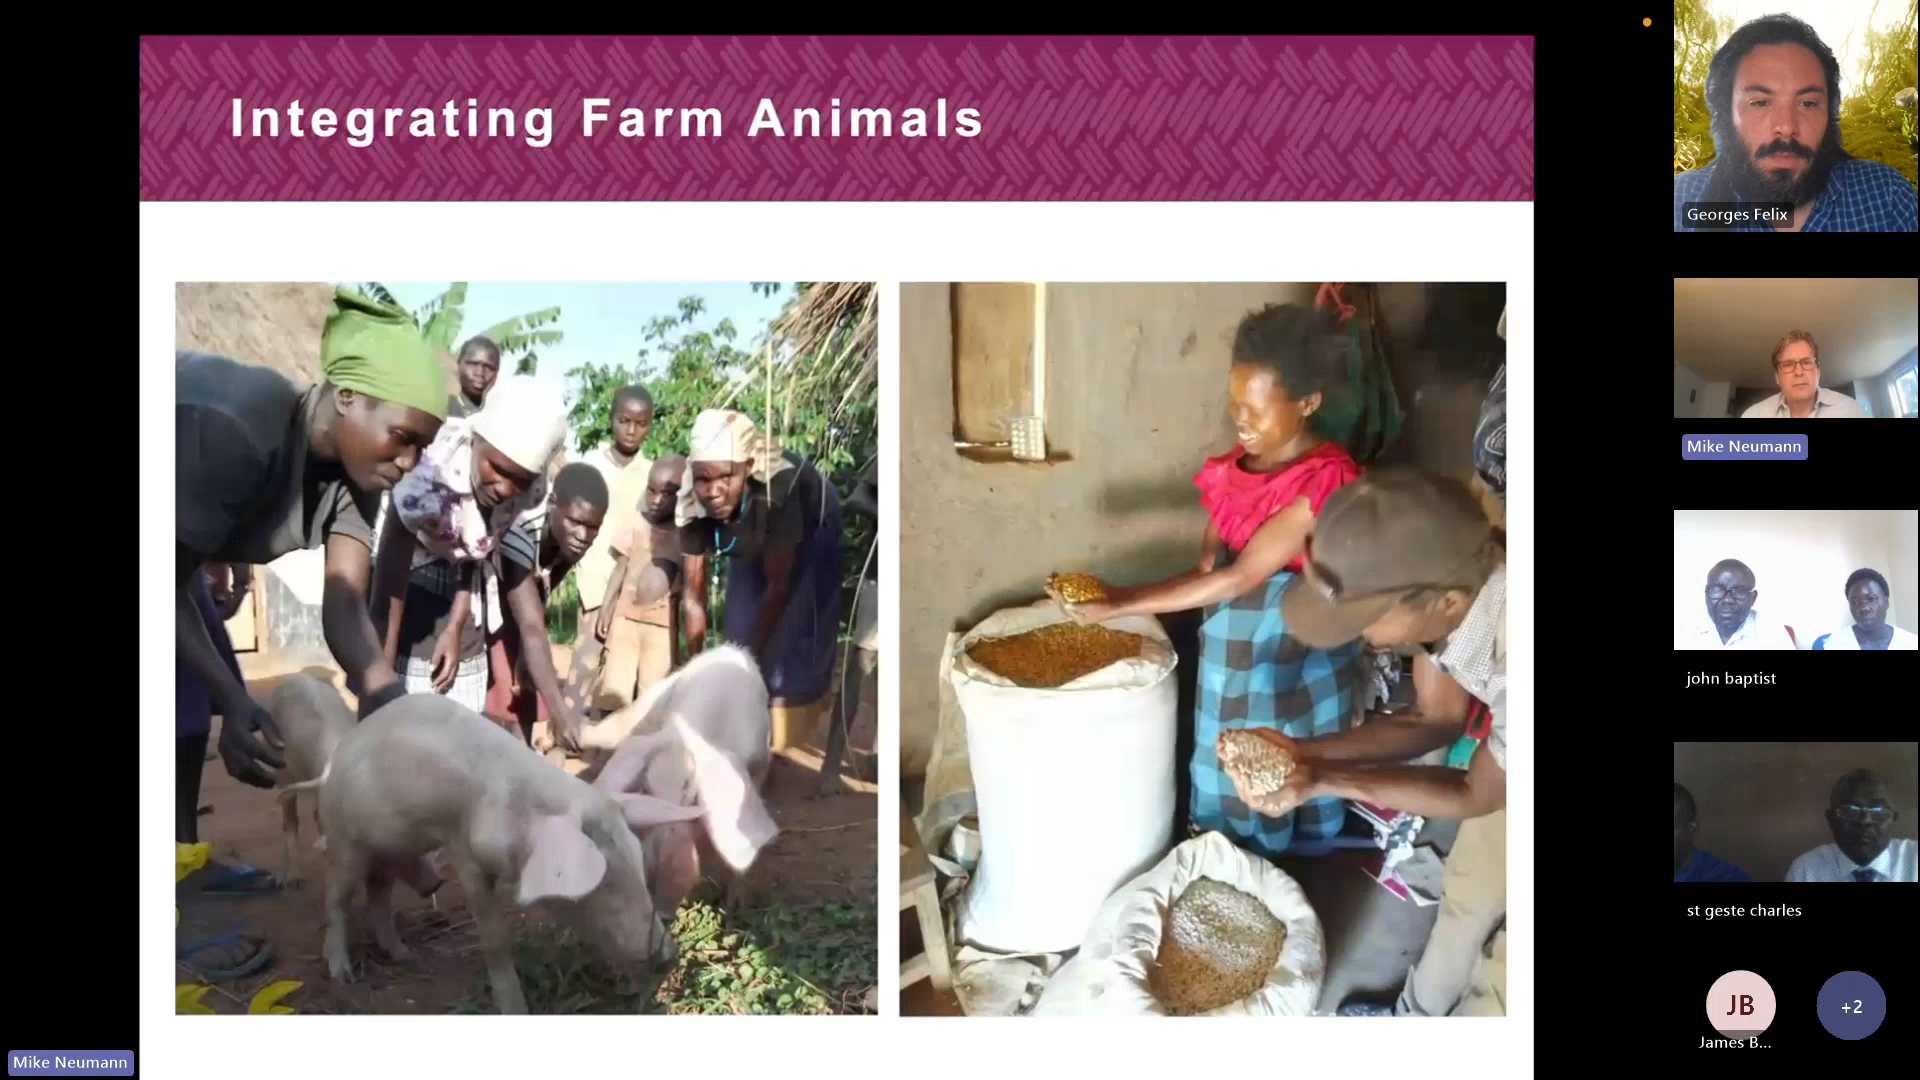 Integrating Farm Animals
Georges Felix
Mike Neumann
john baptist
st geste charles
JB
+2
James B...
Mike Neumann